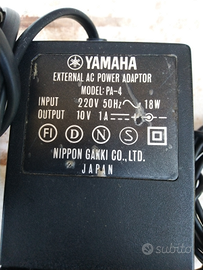 YAMAHA
EXTERNAL AC POWER ADAPTOR
MODEL: PA-4
INPUT 220V 50Hz 18W
OUTPUT 10V 1A
FI D N S
NIPPON GAKKI CO., LTD.
JAPAN
subito